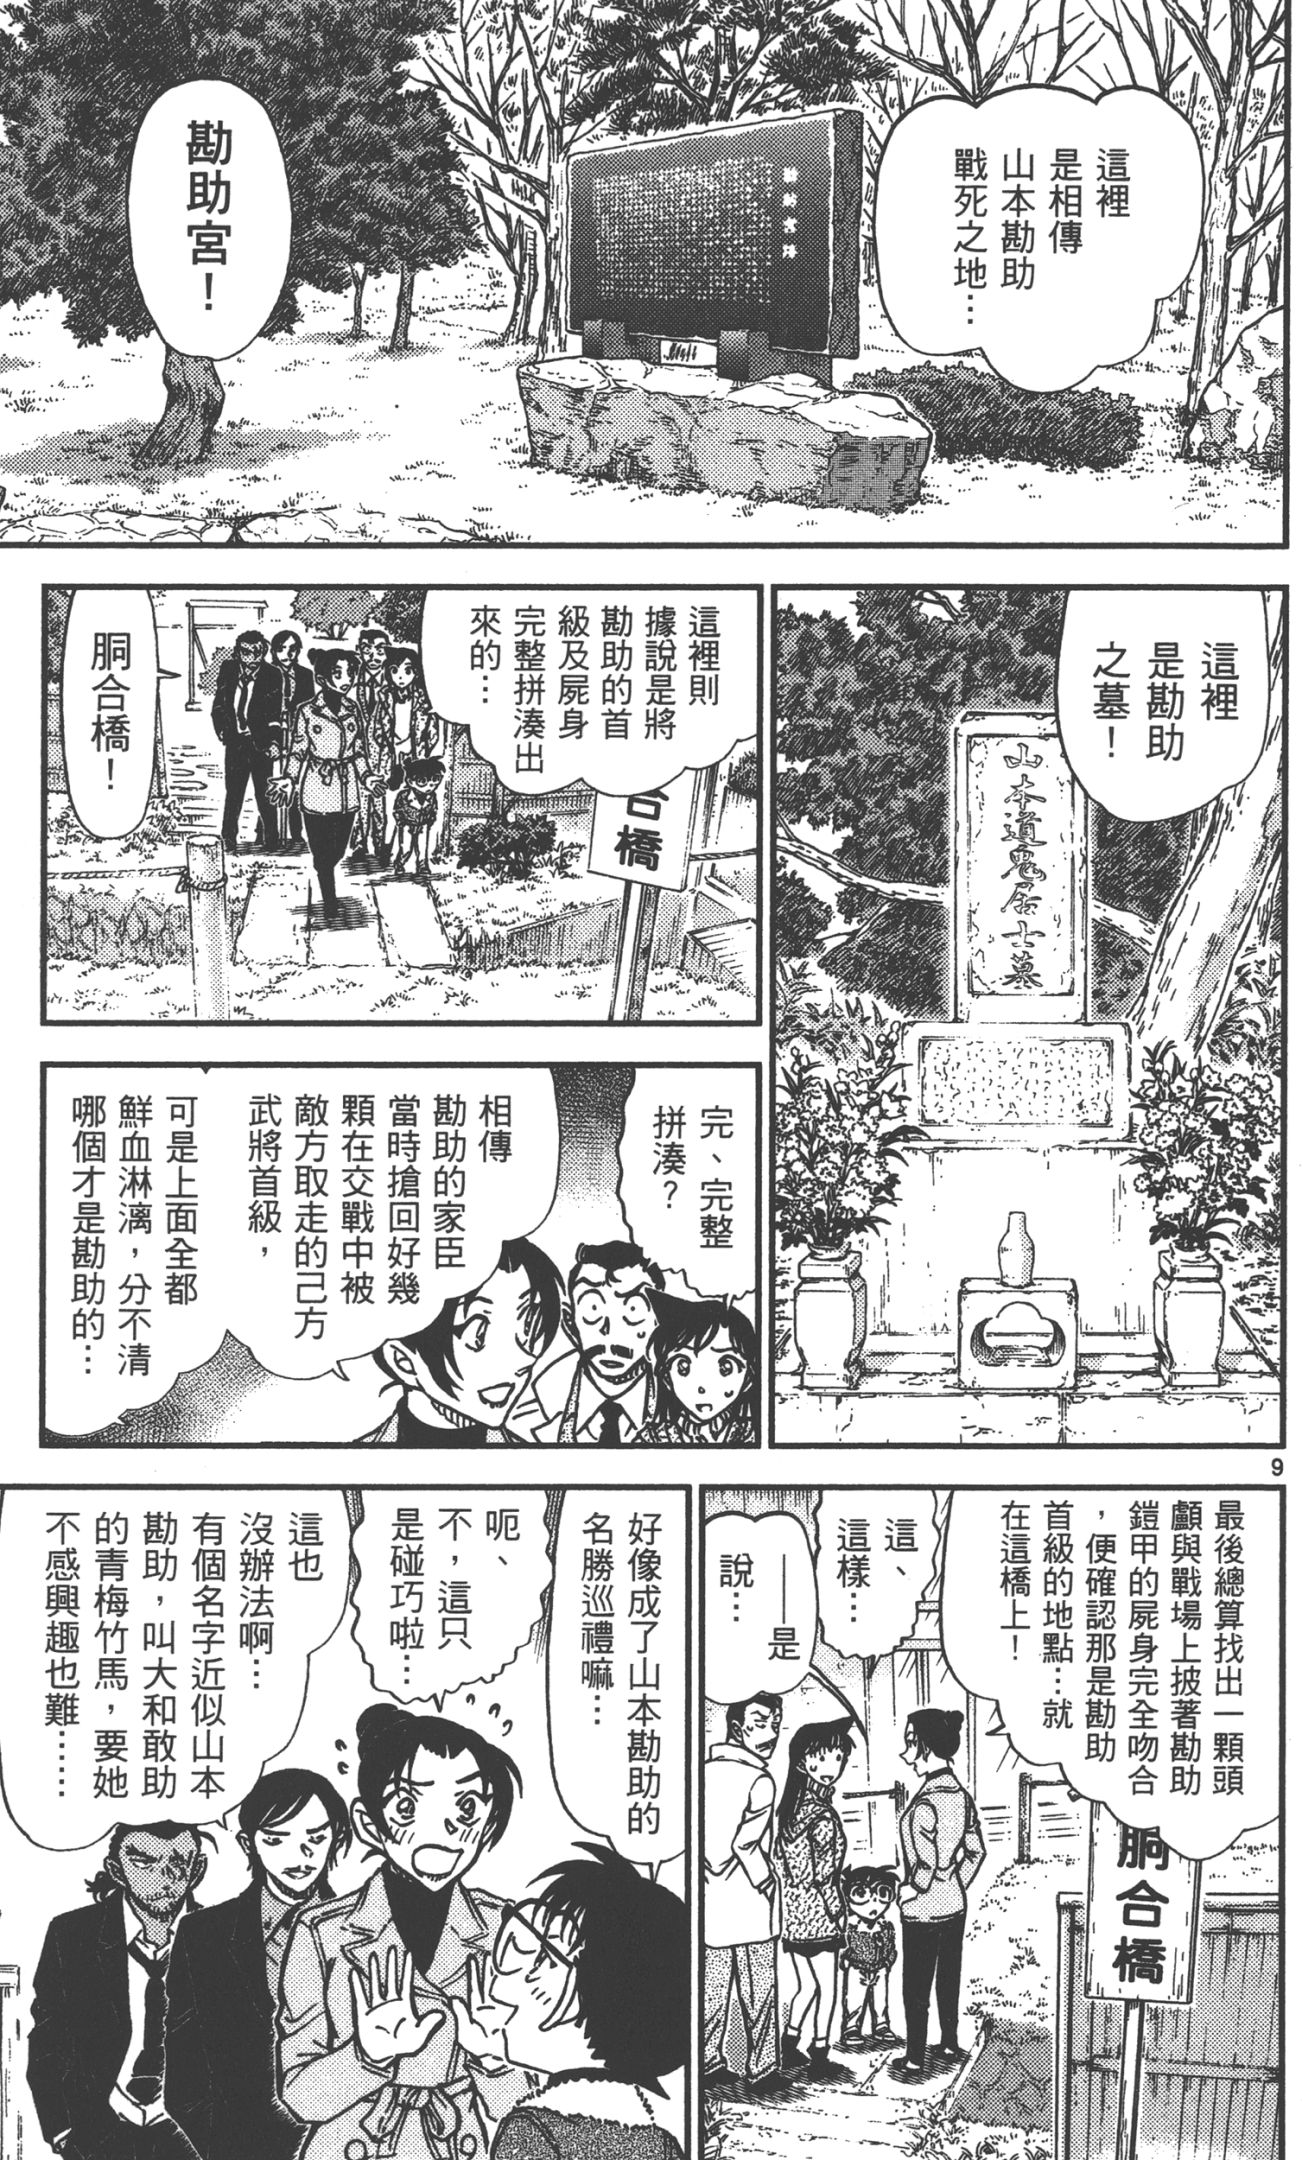 這裡
是相傳
山本勘助
戰死之地…
勘助宮！
這裡
是勘助
之墓！
山本道鬼居士墓
這裡則
據說是將
勘助的首
級及屍身
完整拼湊出
來的…
胴合橋！
合橋
完、完整
拼湊？
相傳
勘助的家臣
當時搶回好幾
顆在交戰中被
敵方取走的己方
武將首級，
可是上面全都
鮮血淋漓，分不清
哪個才是勘助的…
9
最後總算找出一顆頭
顱與戰場上披著勘助
鎧甲的屍身完全吻合
，便確認那是勘助
首級的地點…就
在這橋上！
胴合橋
這、
這樣…
——是
說…
好像成了山本勘助的
名勝巡禮嘛…
呃、
不，這只
是碰巧啦…
這也
沒辦法啊…
有個名字近似山本
勘助，叫大和敢助
的青梅竹馬，要她
不感興趣也難……